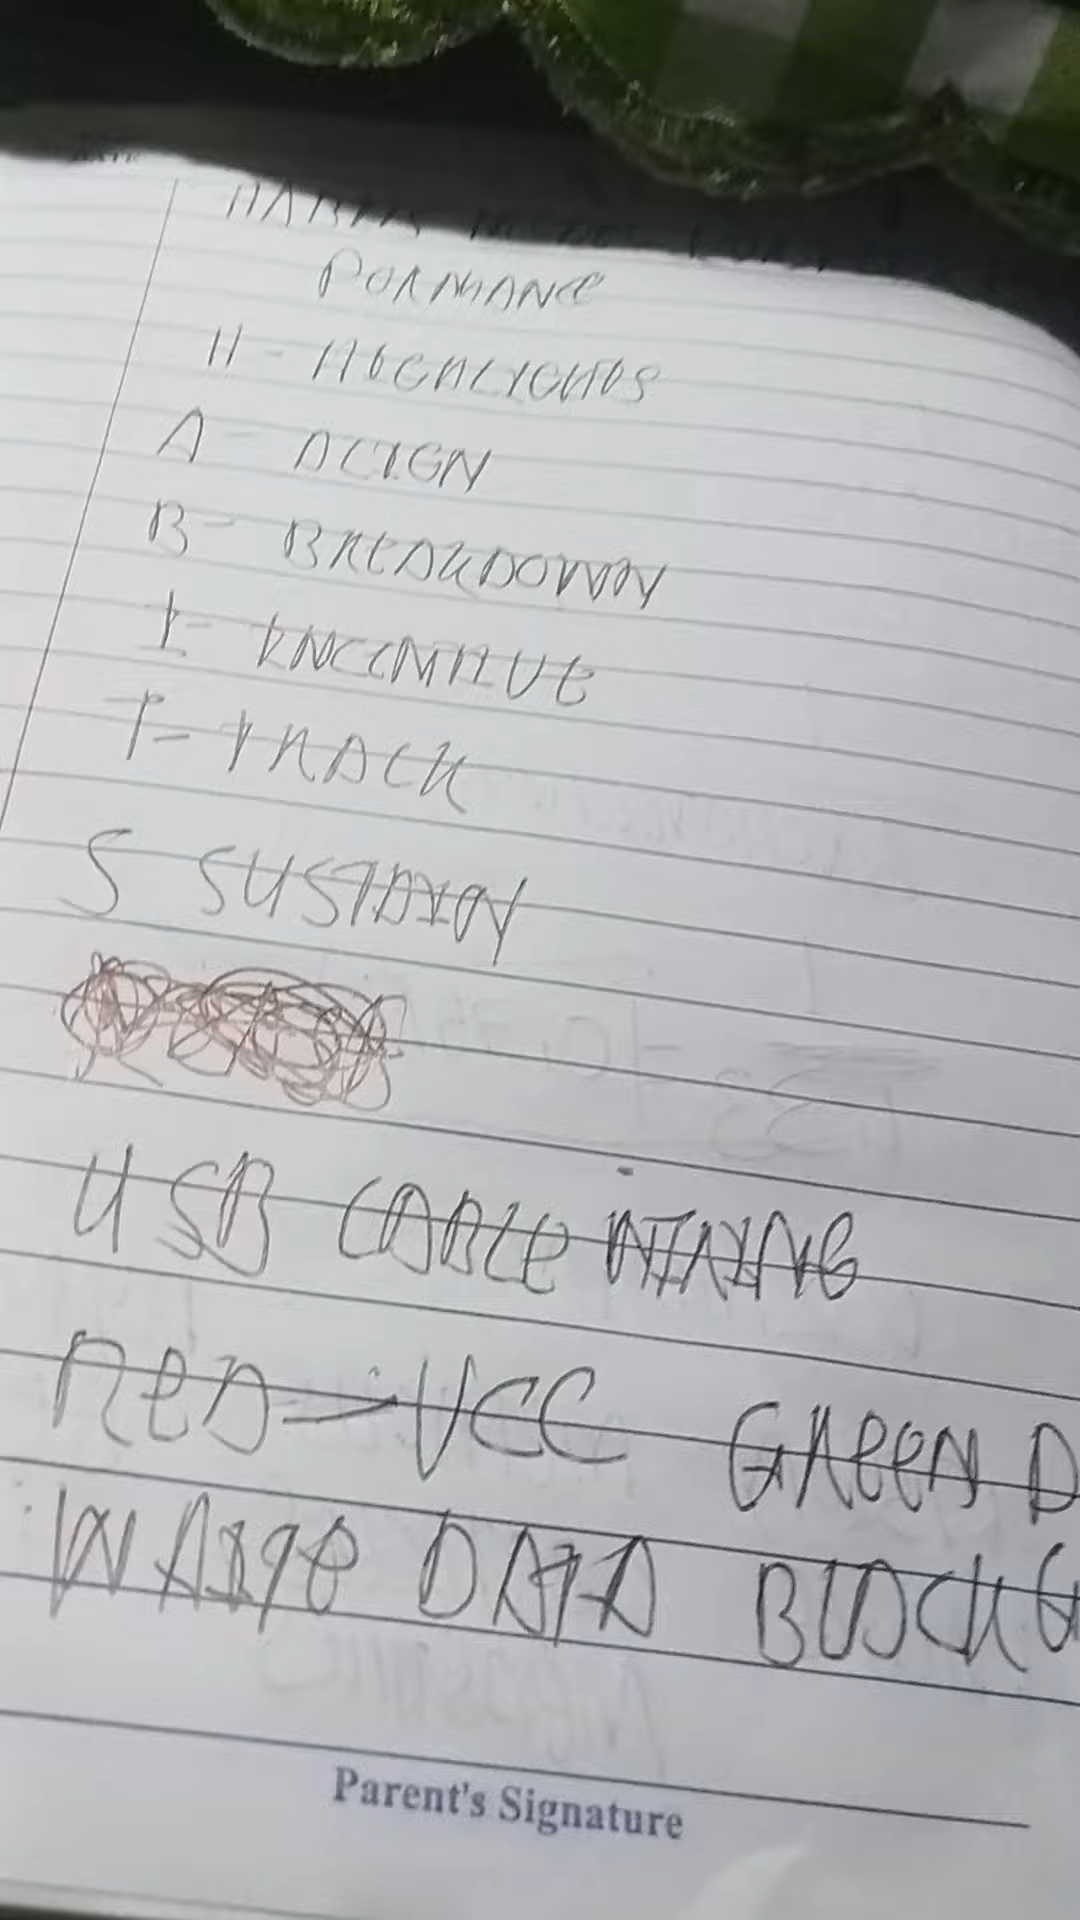 PORMANCE
H - HIGHLIGHTS
A - ALIGN
B - BREAKDOWN
I - INCENTIVE
T - TRACK
S SUSTAIN
USB CABLE WIRING
RED → VCC GREEN D
WHITE DATA BLACK G
Parent's Signature